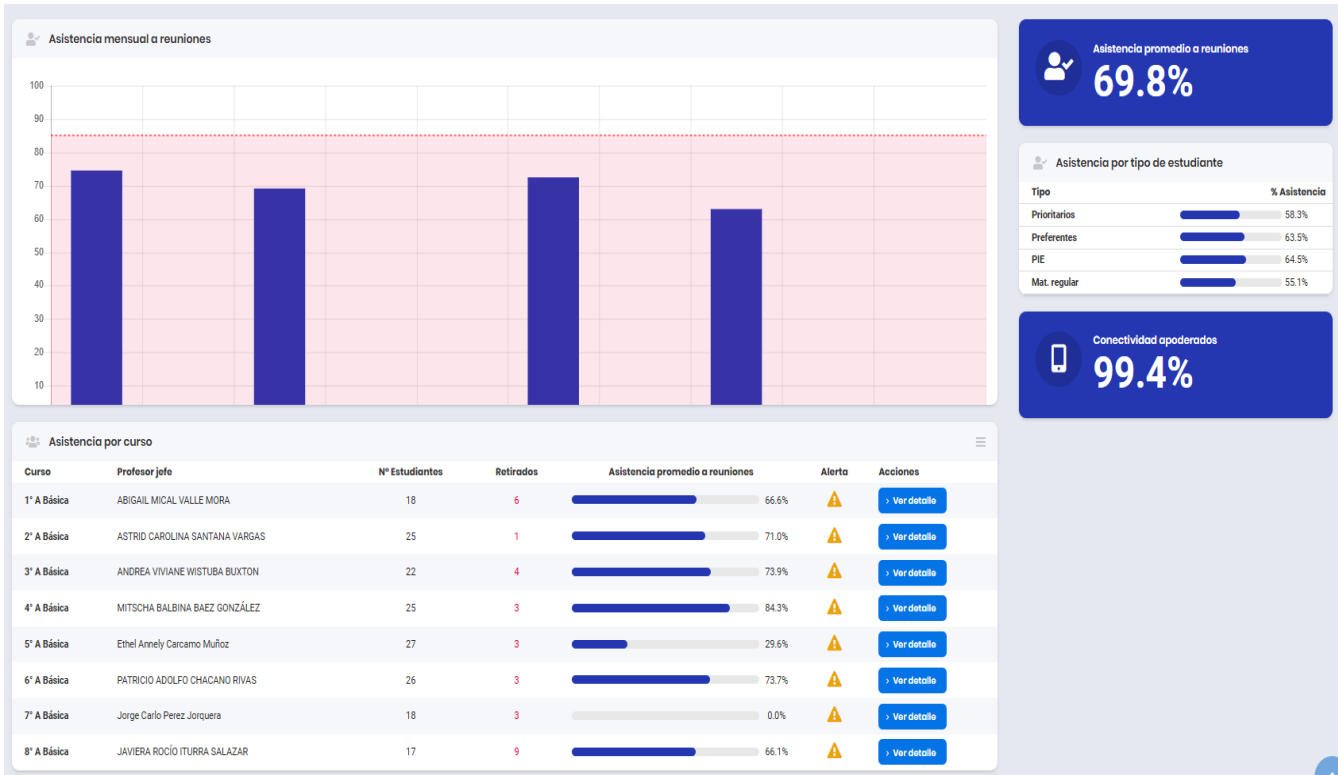 Asistencia mensual a reuniones
100
90
80
70
60
50
40
30
20
10
Asistencia promedio a reuniones
69.8%
Asistencia por tipo de estudiante
Tipo % Asistencia
Prioritarios 58.3%
Preferentes 63.5%
PIE 64.5%
Mat. regular 55.1%
Conectividad apoderados
99.4%
Asistencia por curso
Curso Profesor jefe Nº Estudiantes Retirados Asistencia promedio a reuniones Alerta Acciones
1° A Básica ABIGAIL MICAL VALLE MORA 18 6 66.6% › Ver detalle
2° A Básica ASTRID CAROLINA SANTANA VARGAS 25 1 71.0% › Ver detalle
3° A Básica ANDREA VIVIANE WISTUBA BUXTON 22 4 73.9% › Ver detalle
4° A Básica MITSCHA BALBINA BAEZ GONZÁLEZ 25 3 84.3% › Ver detalle
5° A Básica Ethel Annely Carcamo Muñoz 27 3 29.6% › Ver detalle
6° A Básica PATRICIO ADOLFO CHACANO RIVAS 26 3 73.7% › Ver detalle
7° A Básica Jorge Carlo Perez Jorquera 18 3 0.0% › Ver detalle
8° A Básica JAVIERA ROCÍO ITURRA SALAZAR 17 9 66.1% › Ver detalle